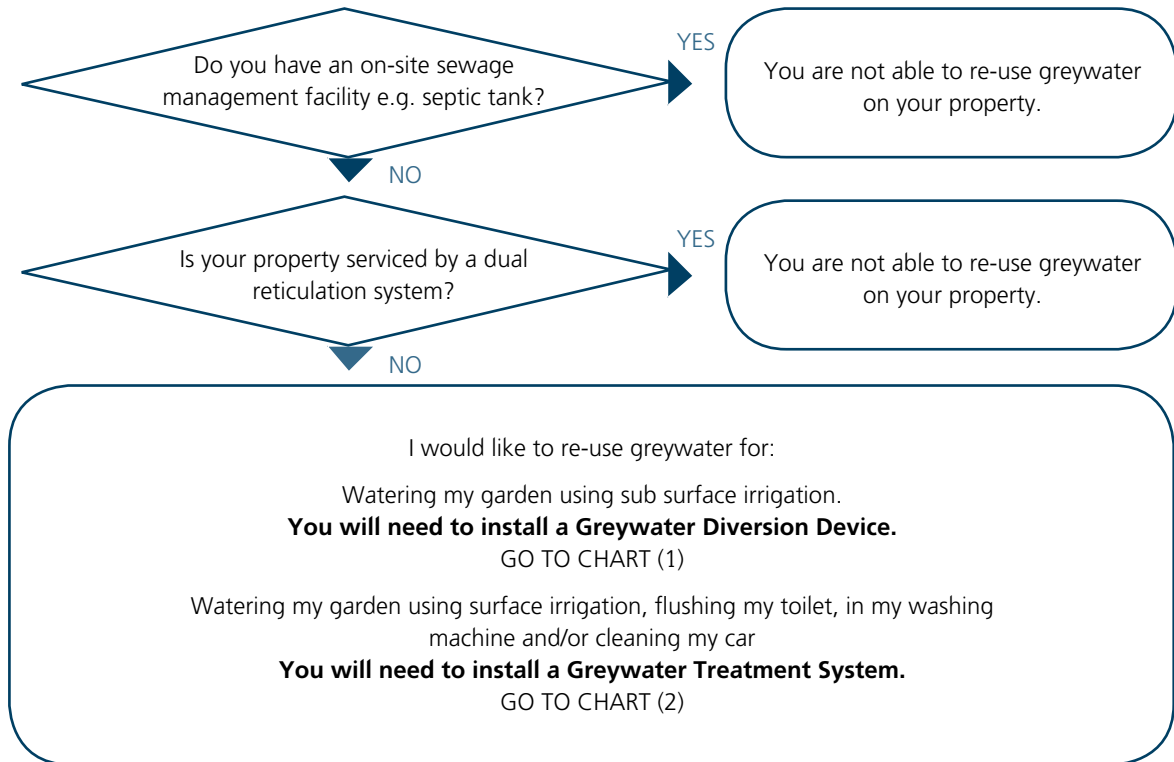 Do you have an on-site sewage
management facility e.g. septic tank?
YES
You are not able to re-use greywater
on your property.
NO
Is your property serviced by a dual
reticulation system?
YES
You are not able to re-use greywater
on your property.
NO
I would like to re-use greywater for:
Watering my garden using sub surface irrigation.
You will need to install a Greywater Diversion Device.
GO TO CHART (1)
Watering my garden using surface irrigation, flushing my toilet, in my washing
machine and/or cleaning my car
You will need to install a Greywater Treatment System.
GO TO CHART (2)